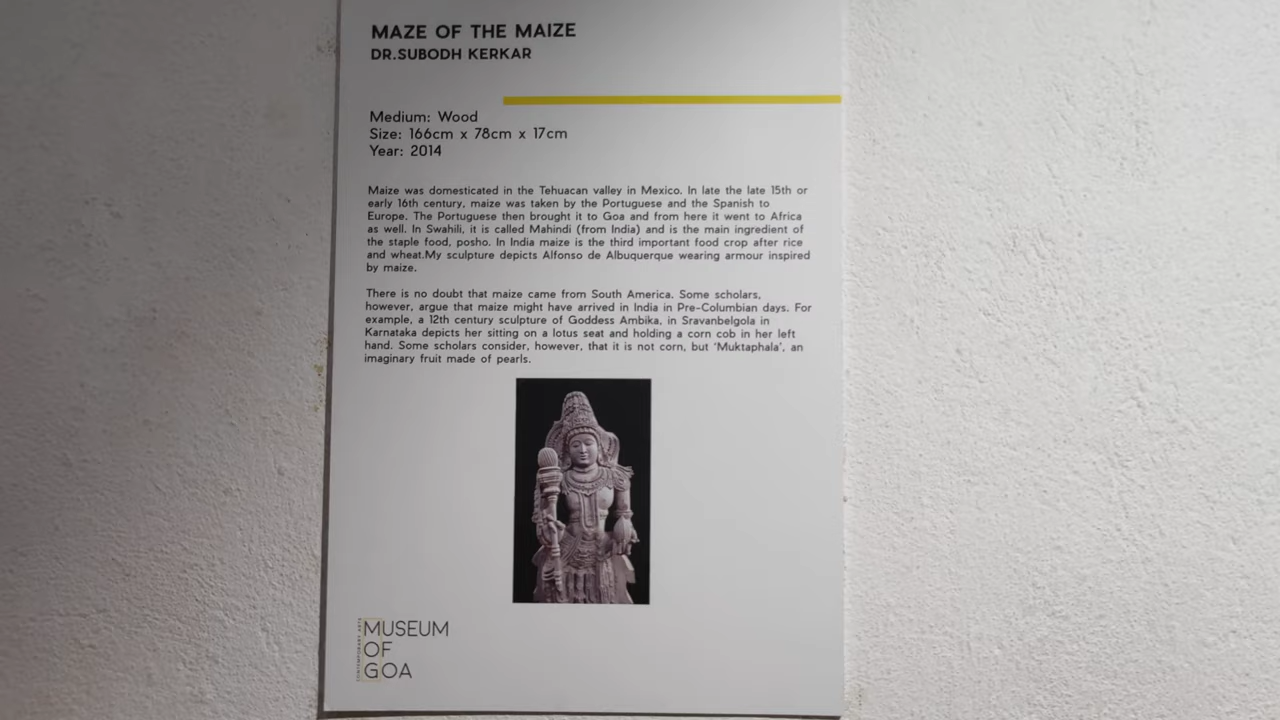 MAZE OF THE MAIZE
DR.SUBODH KERKAR
Medium: Wood
Size: 166cm x 78cm x 17cm
Year: 2014
Maize was domesticated in the Tehuacan valley in Mexico. In late the late 15th or
early 16th century, maize was taken by the Portuguese and the Spanish to
Europe. The Portuguese then brought it to Goa and from here it went to Africa
as well. In Swahili, it is called Mahindi (from India) and is the main ingredient of
the staple food, posho. In India maize is the third important food crop after rice
and wheat.My sculpture depicts Alfonso de Albuquerque wearing armour inspired
by maize.
There is no doubt that maize came from South America. Some scholars,
however, argue that maize might have arrived in India in Pre-Columbian days. For
example, a 12th century sculpture of Goddess Ambika, in Sravanbelgola in
Karnataka depicts her sitting on a lotus seat and holding a corn cob in her left
hand. Some scholars consider, however, that it is not corn, but 'Muktaphala', an
imaginary fruit made of pearls.
CONTEMPORARY ARTS
MUSEUM
OF
GOA